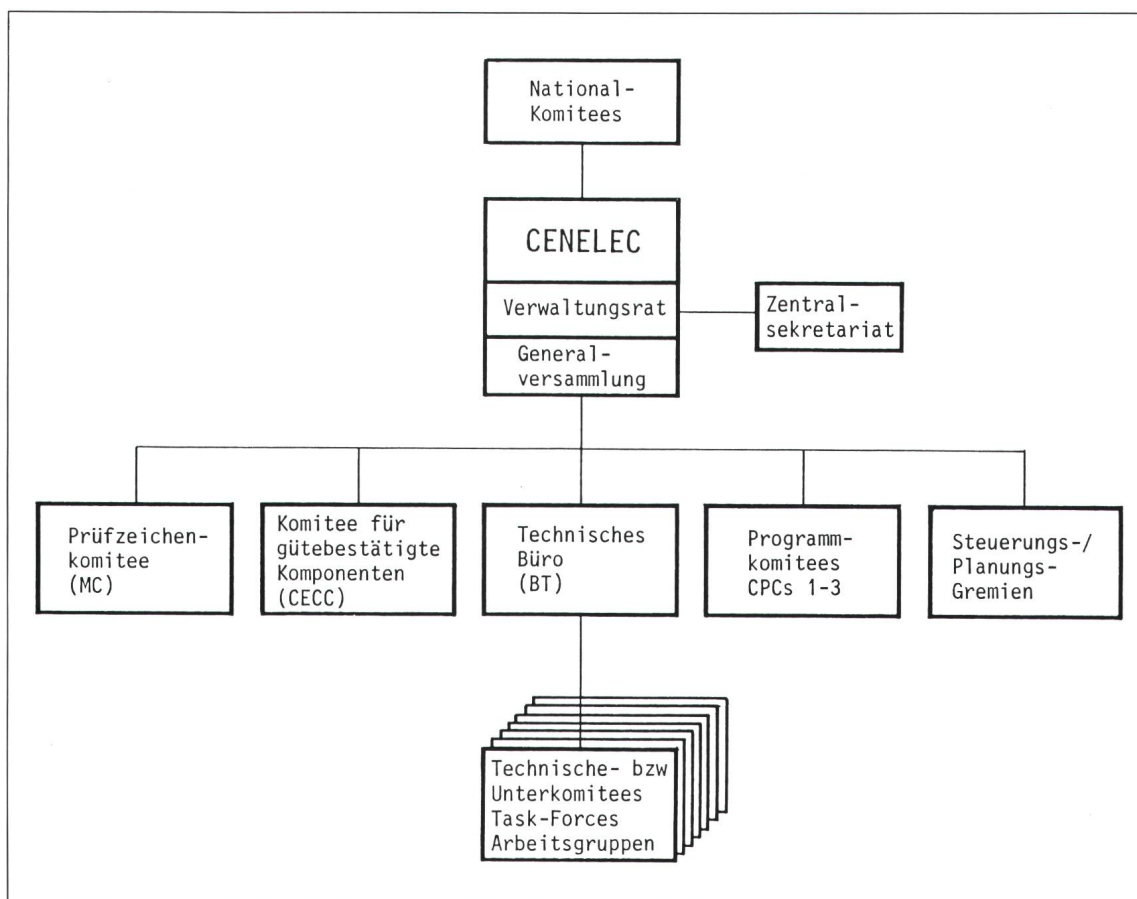 National-
Komitees
CENELEC
Verwaltungsrat
Zentral-
sekretariat
General-
versammlung
Prüfzeichen-
komitee
(MC)
Komitee für
gütebestätigte
Komponenten
(CECC)
Technisches
Büro
(BT)
Programm-
komitees
CPCs 1-3
Steuerungs-/
Planungs-
Gremien
Technische- bzw
Unterkomitees
Task-Forces
Arbeitsgruppen